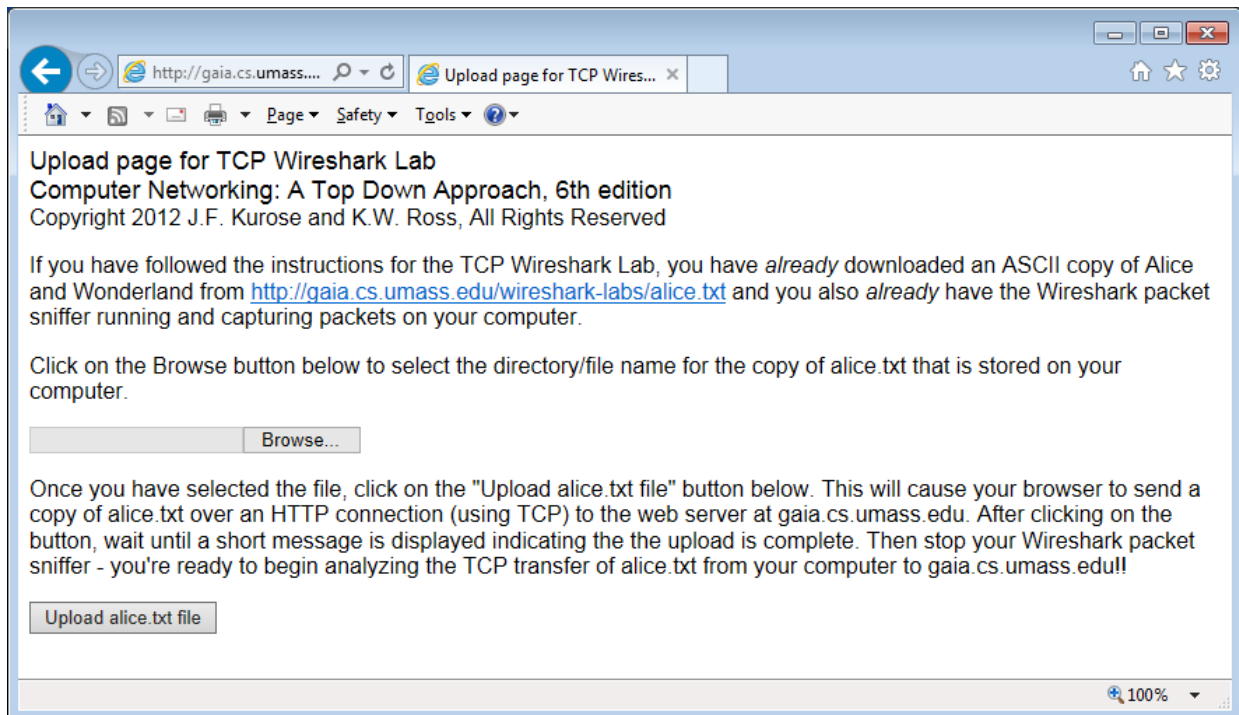 http://gaia.cs.umass....
Upload page for TCP Wires...
Page Safety Tools
Upload page for TCP Wireshark Lab
Computer Networking: A Top Down Approach, 6th edition
Copyright 2012 J.F. Kurose and K.W. Ross, All Rights Reserved
If you have followed the instructions for the TCP Wireshark Lab, you have already downloaded an ASCII copy of Alice
and Wonderland from http://gaia.cs.umass.edu/wireshark-labs/alice.txt and you also already have the Wireshark packet
sniffer running and capturing packets on your computer.
Click on the Browse button below to select the directory/file name for the copy of alice.txt that is stored on your
computer.
Browse...
Once you have selected the file, click on the "Upload alice.txt file" button below. This will cause your browser to send a
copy of alice.txt over an HTTP connection (using TCP) to the web server at gaia.cs.umass.edu. After clicking on the
button, wait until a short message is displayed indicating the the upload is complete. Then stop your Wireshark packet
sniffer - you're ready to begin analyzing the TCP transfer of alice.txt from your computer to gaia.cs.umass.edu!!
Upload alice.txt file
100%